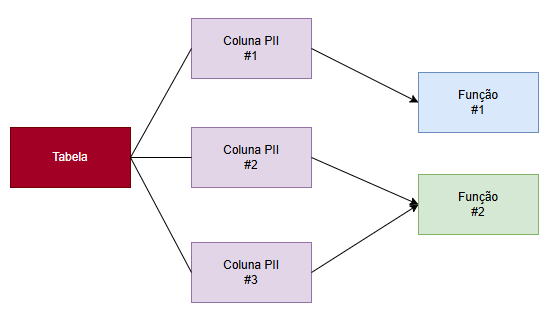 Coluna PII
#1
Função
#1
Tabela
Coluna PII
#2
Função
#2
Coluna PII
#3